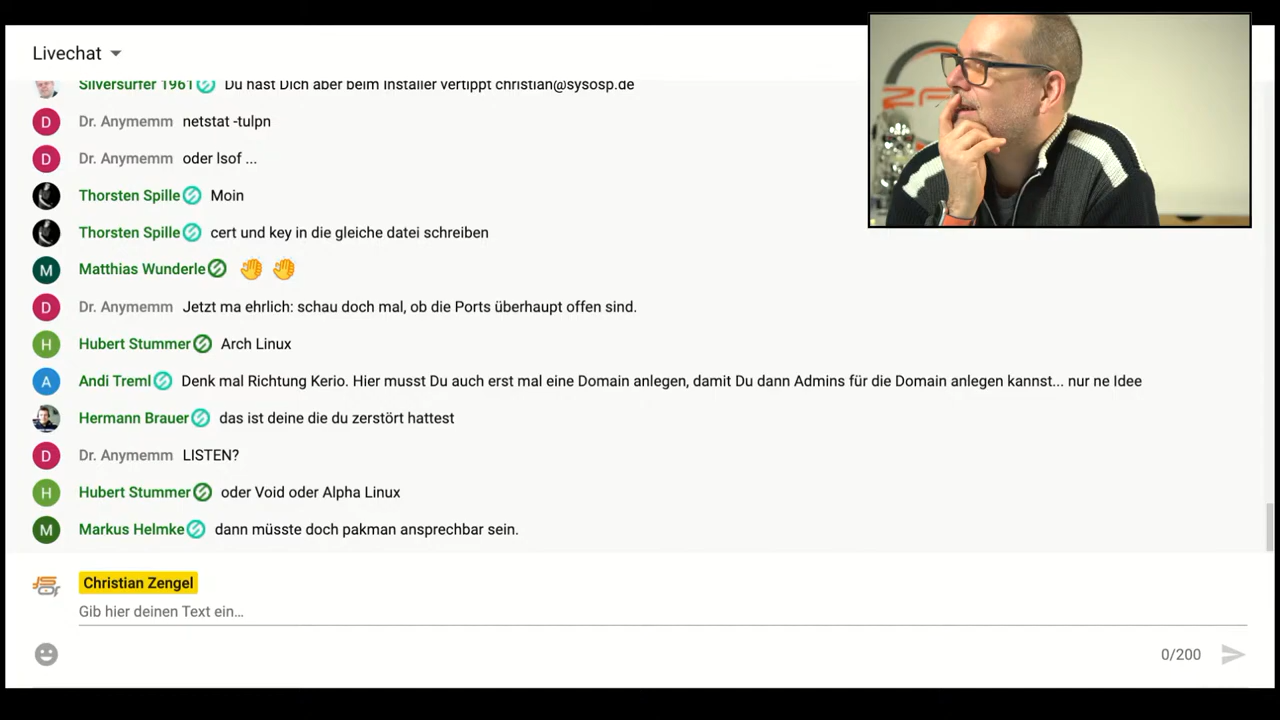 Livechat
Silversurfer 1961 Du hast Dich aber beim Installer vertippt christian@sysosp.de
Dr. Anymemm netstat -tulpn
Dr. Anymemm oder lsof ...
Thorsten Spille Moin
Thorsten Spille cert und key in die gleiche datei schreiben
Matthias Wunderle
Dr. Anymemm Jetzt ma ehrlich: schau doch mal, ob die Ports überhaupt offen sind.
Hubert Stummer Arch Linux
Andi Treml Denk mal Richtung Kerio. Hier musst Du auch erst mal eine Domain anlegen, damit Du dann Admins für die Domain anlegen kannst... nur ne Idee
Hermann Brauer das ist deine die du zerstört hattest
Dr. Anymemm LISTEN?
Hubert Stummer oder Void oder Alpha Linux
Markus Helmke dann müsste doch pakman ansprechbar sein.
Christian Zengel
Gib hier deinen Text ein...
0/200